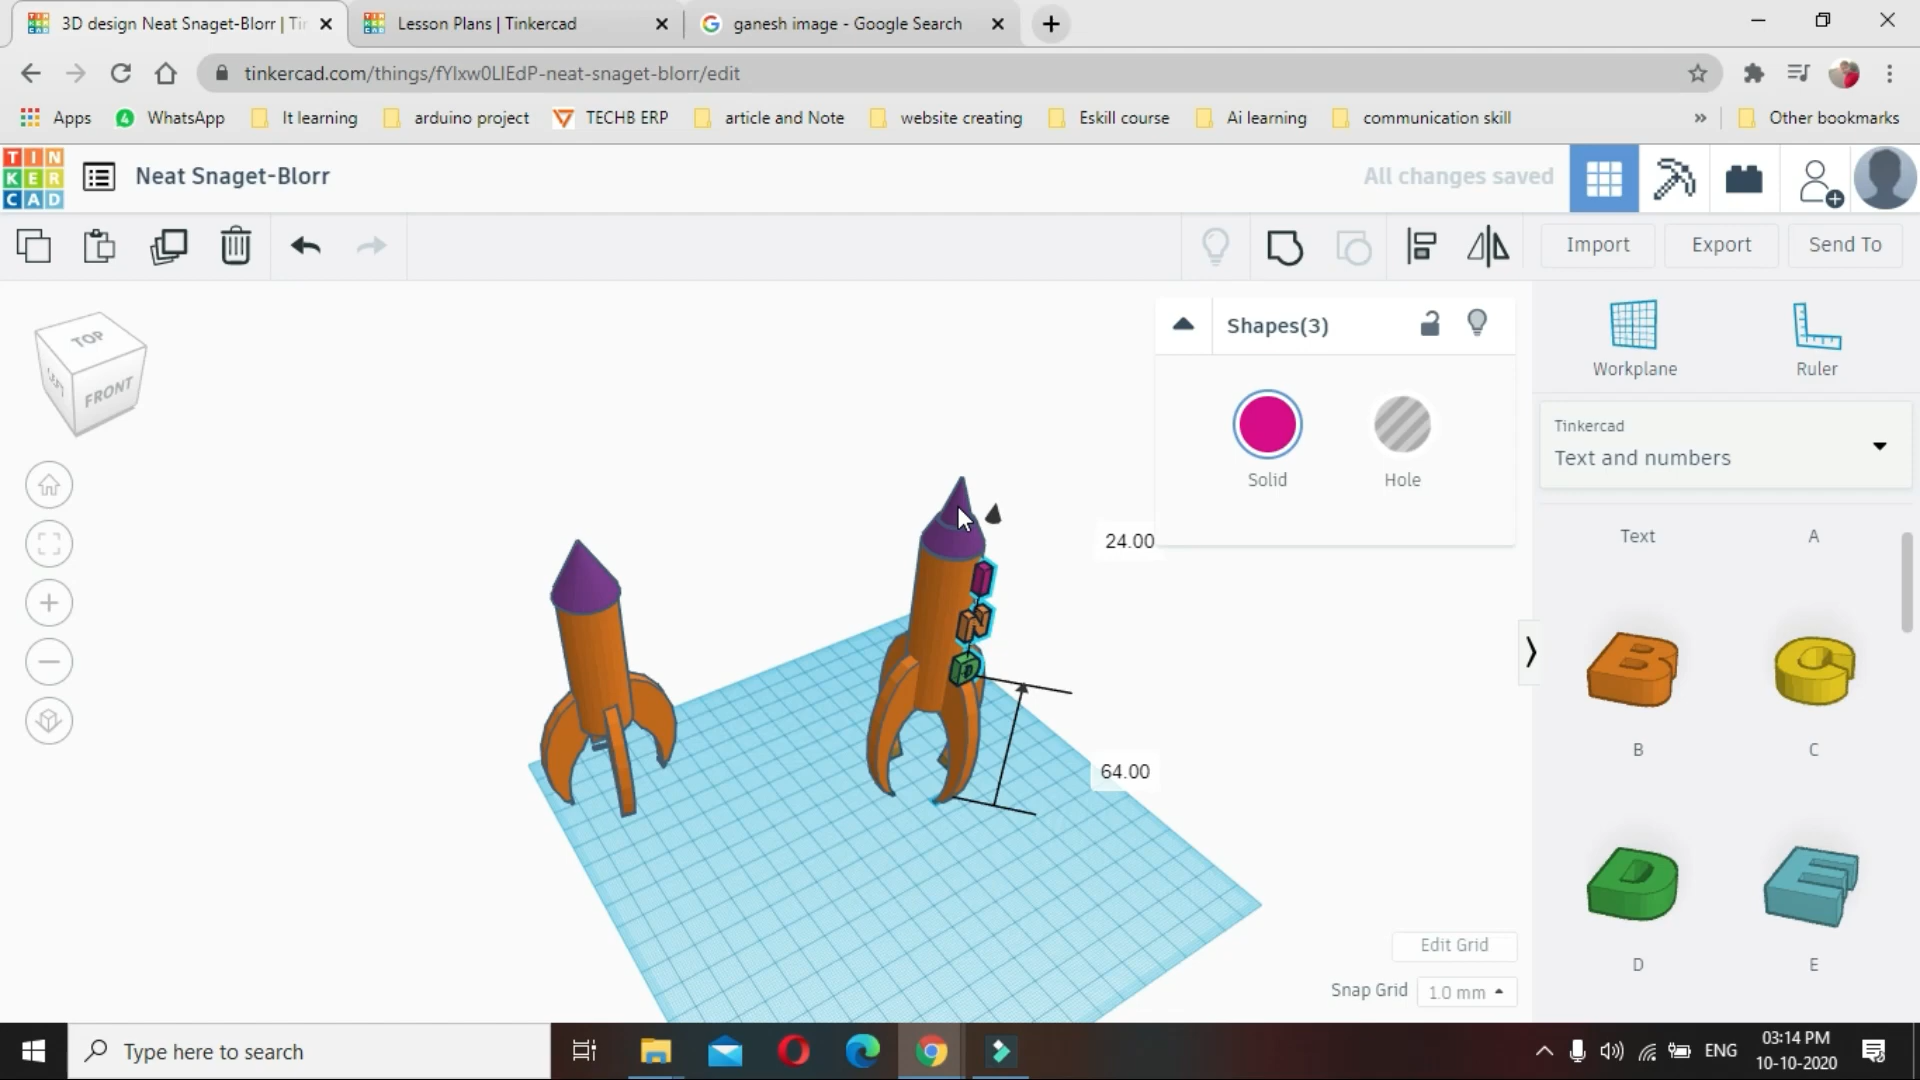 3D design Neat Snaget-Blorr | Tin
Lesson Plans | Tinkercad
ganesh image - Google Search
tinkercad.com/things/fYlxw0LlEdP-neat-snaget-blorr/edit
Apps
WhatsApp
It learning
arduino project
TECHB ERP
article and Note
website creating
Eskill course
Ai learning
communication skill
»
Other bookmarks
TIN
KER
CAD
Neat Snaget-Blorr
All changes saved
Import
Export
Send To
TOP
FRONT
Shapes(3)
Solid
Hole
Workplane
Ruler
Tinkercad
Text and numbers
Text
A
24.00
I
N
D
64.00
B
C
B
C
D
E
D
E
Edit Grid
Snap Grid
1.0 mm
Type here to search
ENG
03:14 PM
10-10-2020